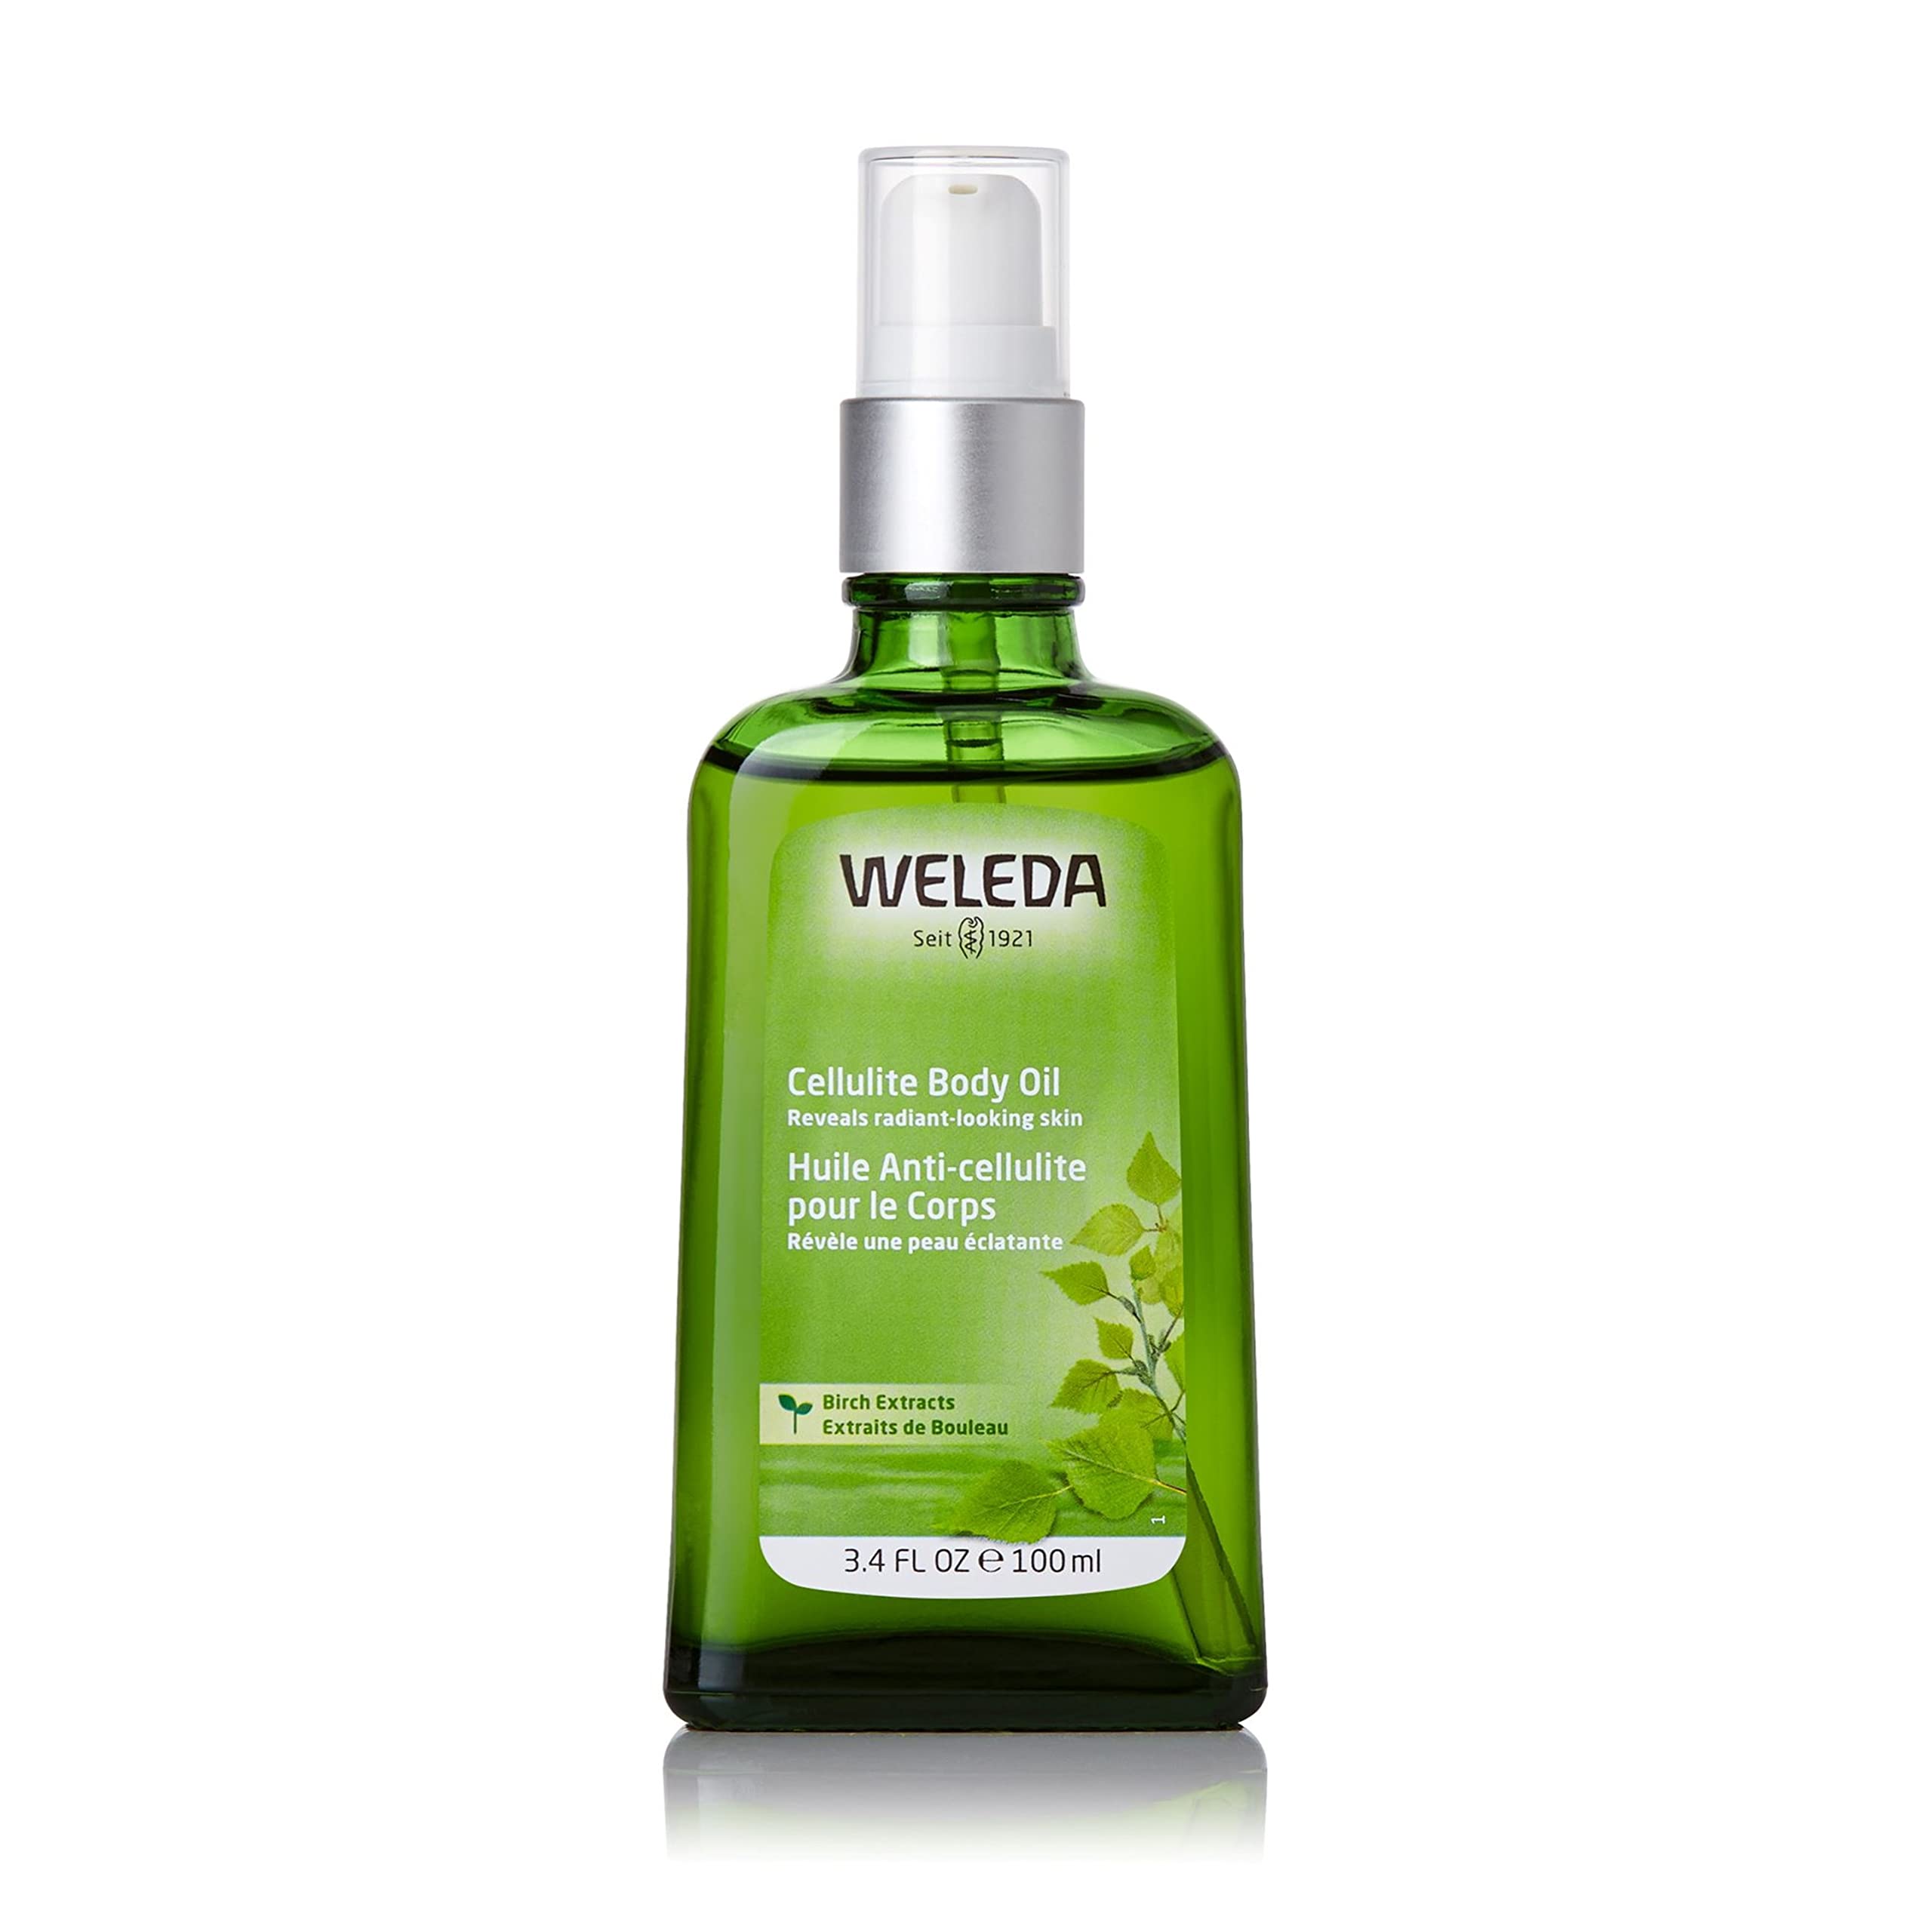 WELEDA
Seit 1921
Cellulite Body Oil
Reveals radiant-looking skin
Huile Anti-cellulite
pour le Corps
Révèle une peau éclatante
Birch Extracts
Extraits de Bouleau
1
3.4 FL OZ ℮ 100 ml